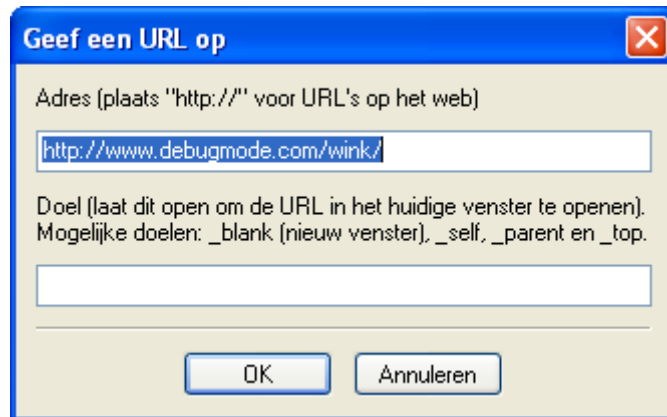 Geef een URL op
Adres (plaats "http://" voor URL's op het web)
http://www.debugmode.com/wink/
Doel (laat dit open om de URL in het huidige venster te openen).
Mogelijke doelen: _blank (nieuw venster), _self, _parent en _top.
OK
Annuleren